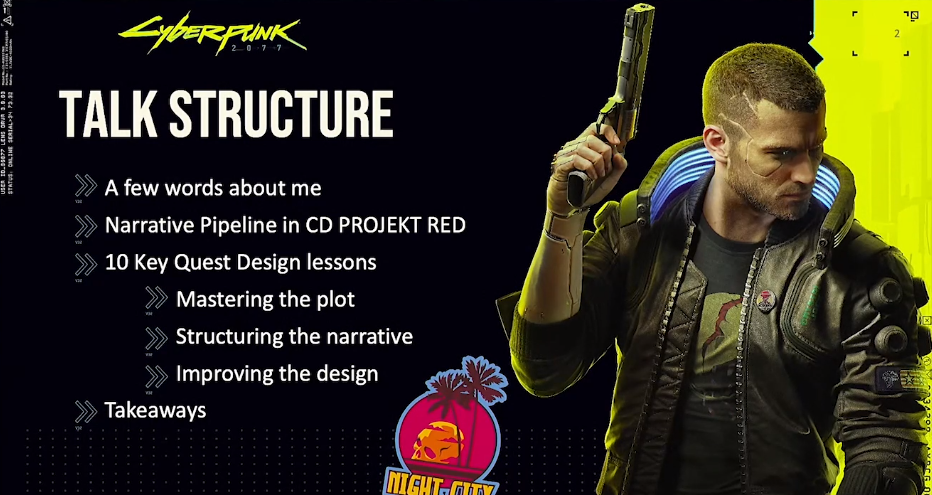 Cyberpunk
2077
2
TALK STRUCTURE
A few words about me
Narrative Pipeline in CD PROJEKT RED
10 Key Quest Design lessons
Mastering the plot
Structuring the narrative
Improving the design
Takeaways
NIGHT CITY